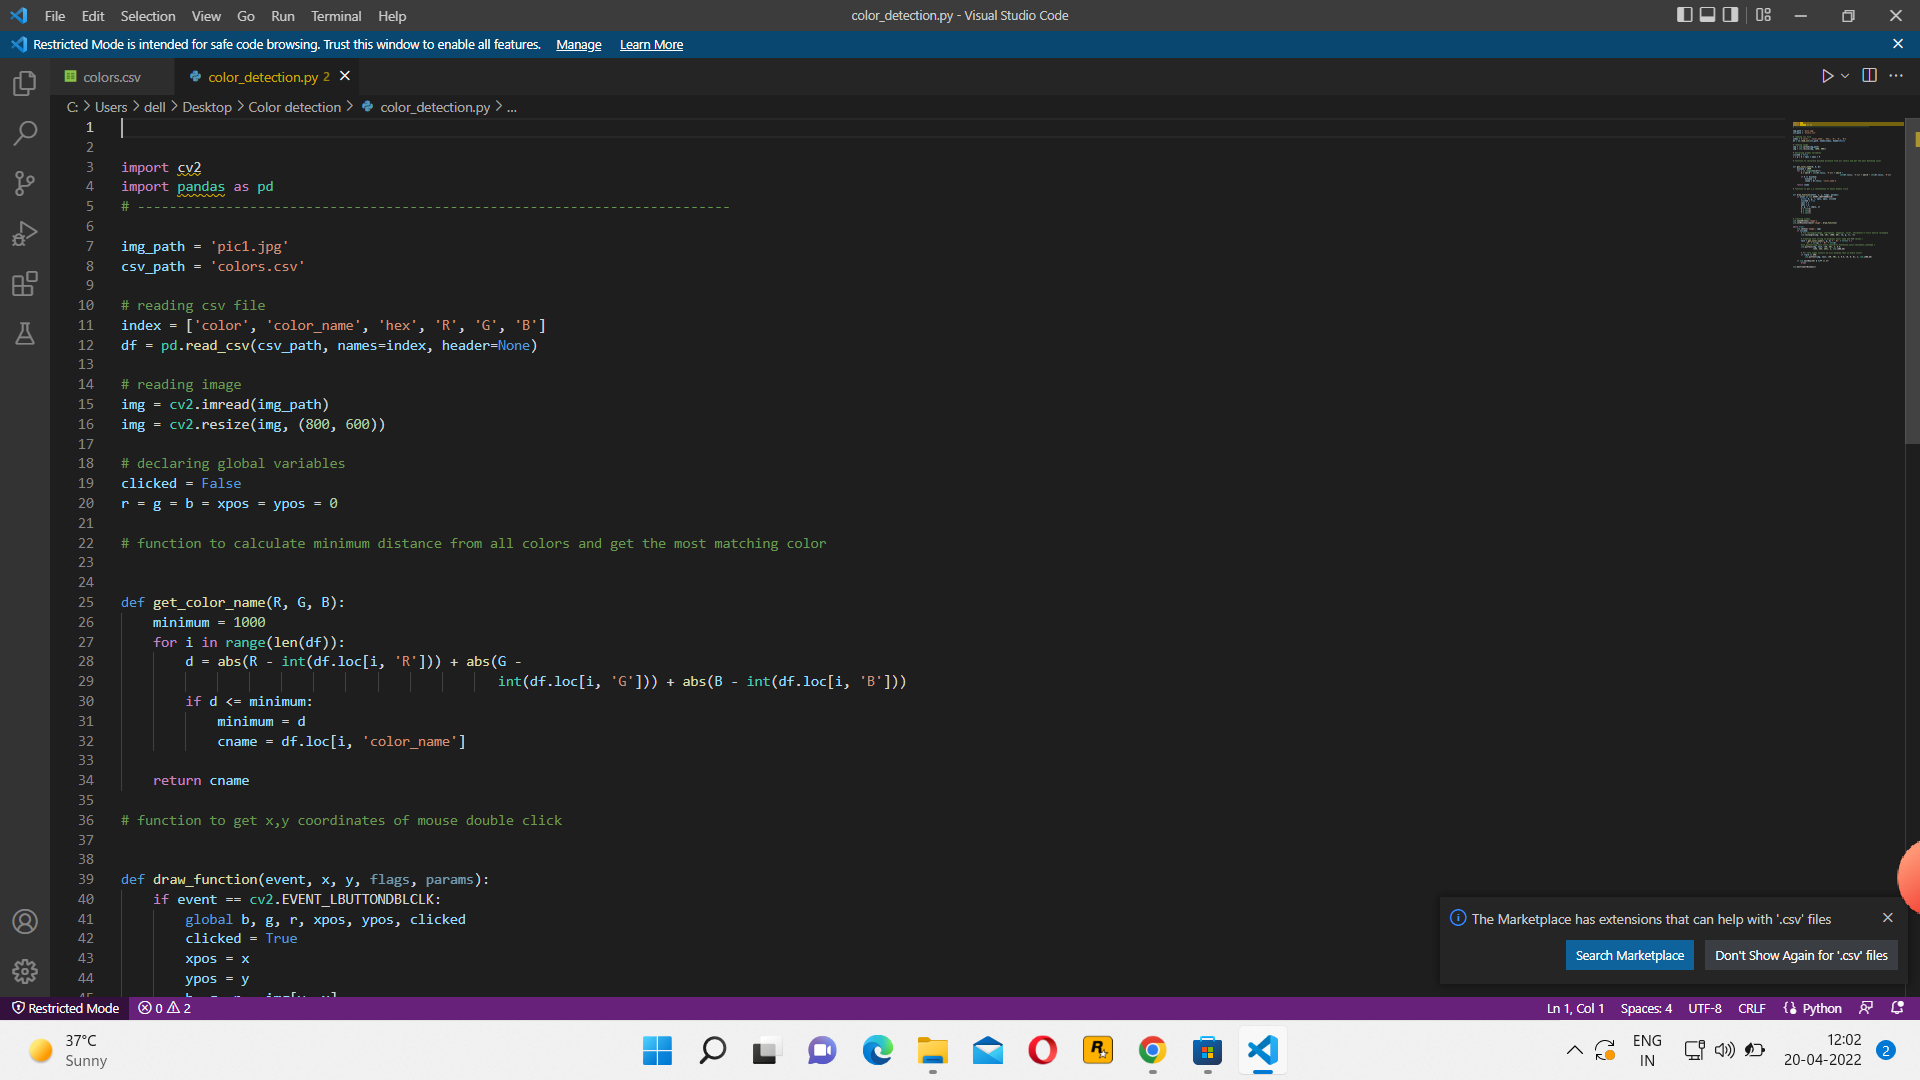 File Edit Selection View Go Run Terminal Help
color_detection.py - Visual Studio Code
Restricted Mode is intended for safe code browsing. Trust this window to enable all features. Manage Learn More
colors.csv
color_detection.py 2
C: > Users > dell > Desktop > Color detection > color_detection.py > ...
1
2
3 import cv2
4 import pandas as pd
5 # --------------------------------------------------------------------------
6
7 img_path = 'pic1.jpg'
8 csv_path = 'colors.csv'
9
10 # reading csv file
11 index = ['color', 'color_name', 'hex', 'R', 'G', 'B']
12 df = pd.read_csv(csv_path, names=index, header=None)
13
14 # reading image
15 img = cv2.imread(img_path)
16 img = cv2.resize(img, (800, 600))
17
18 # declaring global variables
19 clicked = False
20 r = g = b = xpos = ypos = 0
21
22 # function to calculate minimum distance from all colors and get the most matching color
23
24
25 def get_color_name(R, G, B):
26 minimum = 1000
27 for i in range(len(df)):
28 d = abs(R - int(df.loc[i, 'R'])) + abs(G -
29 int(df.loc[i, 'G'])) + abs(B - int(df.loc[i, 'B']))
30 if d <= minimum:
31 minimum = d
32 cname = df.loc[i, 'color_name']
33
34 return cname
35
36 # function to get x,y coordinates of mouse double click
37
38
39 def draw_function(event, x, y, flags, params):
40 if event == cv2.EVENT_LBUTTONDBLCLK:
41 global b, g, r, xpos, ypos, clicked
42 clicked = True
43 xpos = x
44 ypos = y
The Marketplace has extensions that can help with '.csv' files
Search Marketplace
Don't Show Again for '.csv' files
Restricted Mode 0 2
Ln 1, Col 1 Spaces: 4 UTF-8 CRLF Python
37°C
Sunny
ENG
IN
12:02
20-04-2022
2